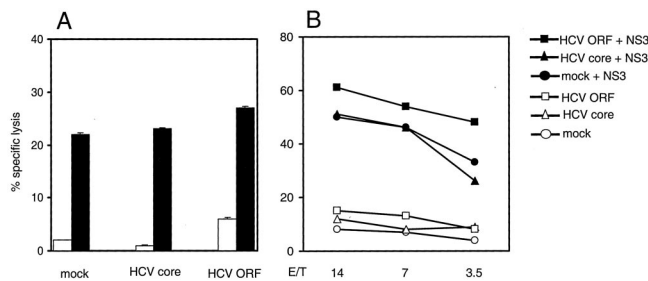 A
B
% specific lysis
40
30
20
10
0
mock
HCV core
HCV ORF
80
60
40
20
0
E/T
14
7
3.5
HCV ORF + NS3
HCV core + NS3
mock + NS3
HCV ORF
HCV core
mock